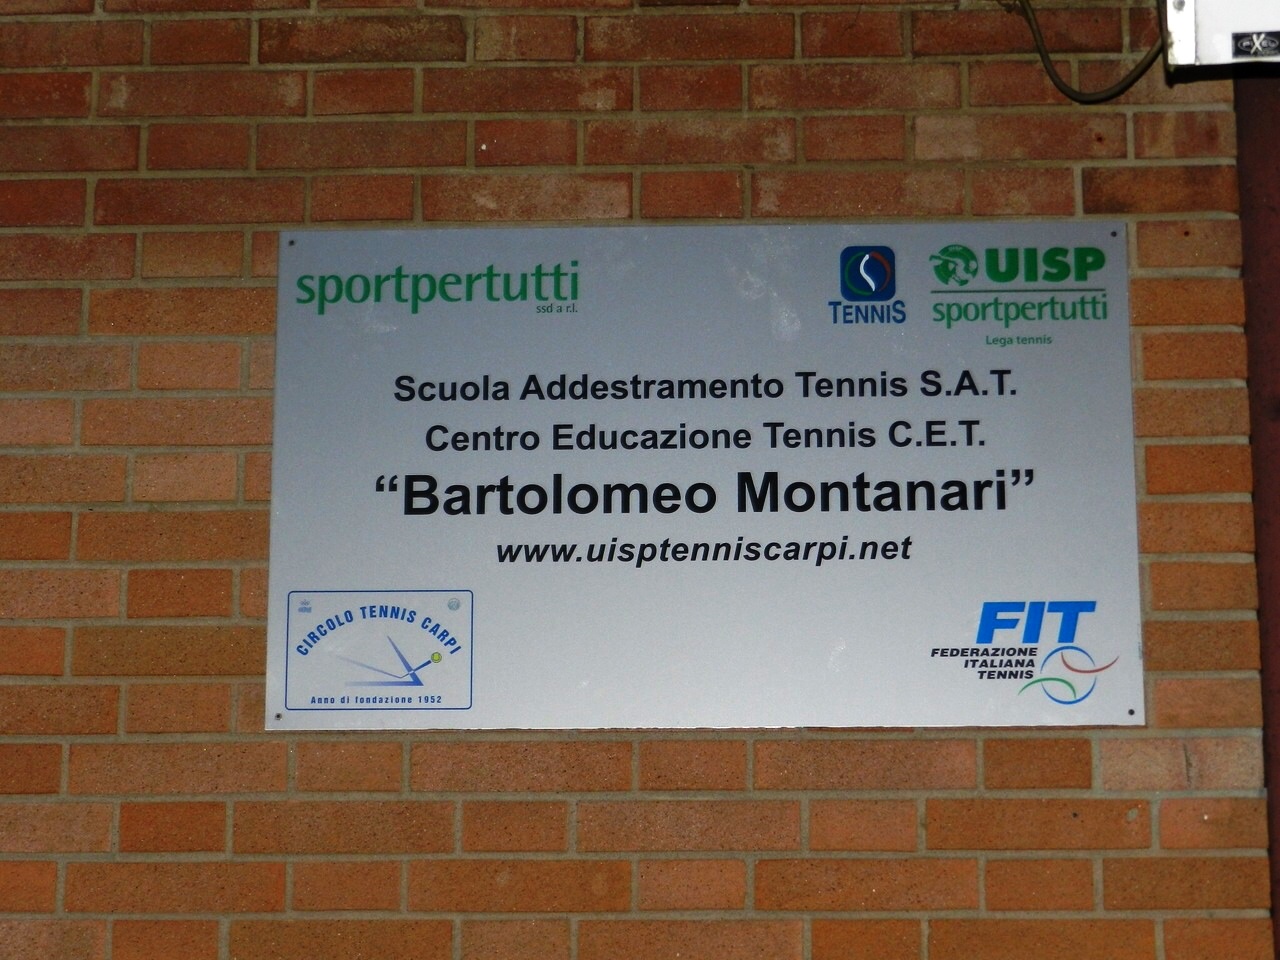 sportpertutti
ssd a r.l.
TENNIS
UISP
sportpertutti
Lega tennis
Scuola Addestramento Tennis S.A.T.
Centro Educazione Tennis C.E.T.
“Bartolomeo Montanari”
www.uisptenniscarpi.net
CIRCOLO TENNIS CARPI
Anno di fondazione 1952
FIT
FEDERAZIONE
ITALIANA
TENNIS